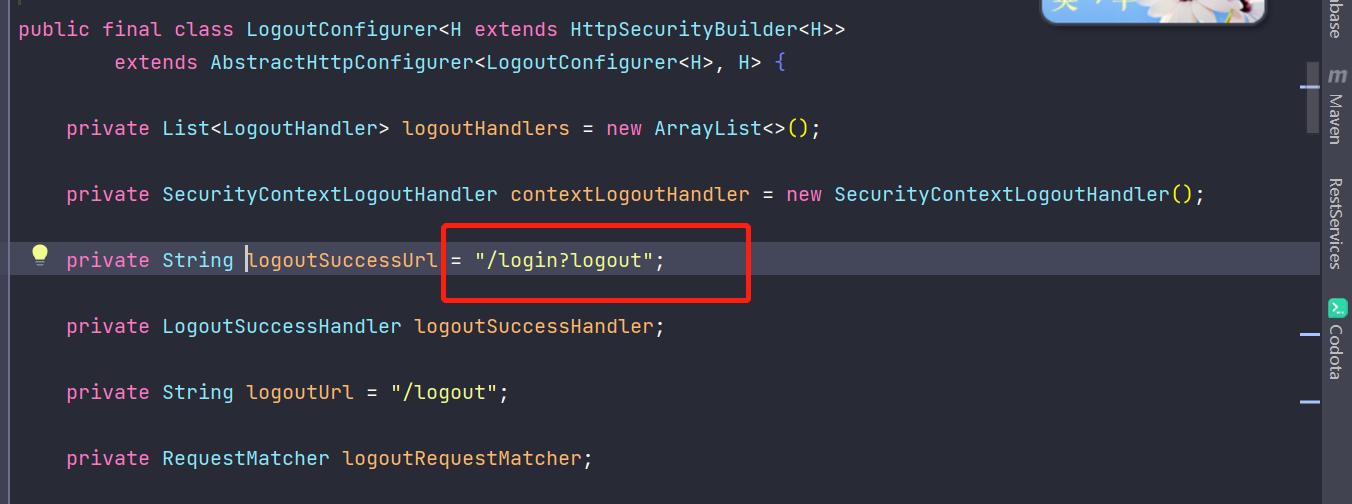 public final class LogoutConfigurer<H extends HttpSecurityBuilder<H>>
extends AbstractHttpConfigurer<LogoutConfigurer<H>, H> {
private List<LogoutHandler> logoutHandlers = new ArrayList<>();
private SecurityContextLogoutHandler contextLogoutHandler = new SecurityContextLogoutHandler();
private String logoutSuccessUrl = "/login?logout";
private LogoutSuccessHandler logoutSuccessHandler;
private String logoutUrl = "/logout";
private RequestMatcher logoutRequestMatcher;
m Maven
RestServices
Codota